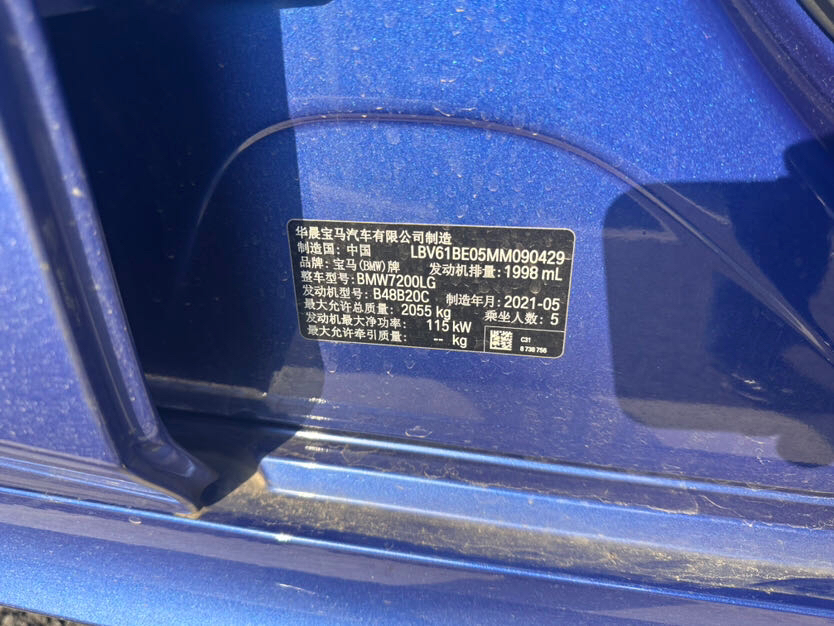 华晨宝马汽车有限公司制造
制造国：中国 LBV61BE05MM090429
品牌：宝马(BMW)牌 发动机排量：1998 mL
整车型号：BMW7200LG
发动机型号：B48B20C 制造年月：2021-05
最大允许总质量：2055 kg 乘坐人数：5
发动机最大净功率：115 kW
最大允许牵引质量： -- kg
C31
8 738 756